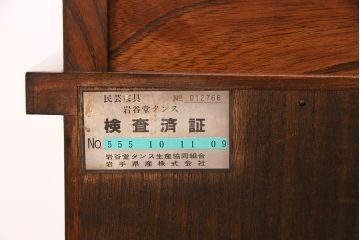 民芸家具 № 012768
岩谷堂タンス
検査済証
No. 555 10 11 09
岩谷堂タンス生産協同組合
岩手県産株式会社